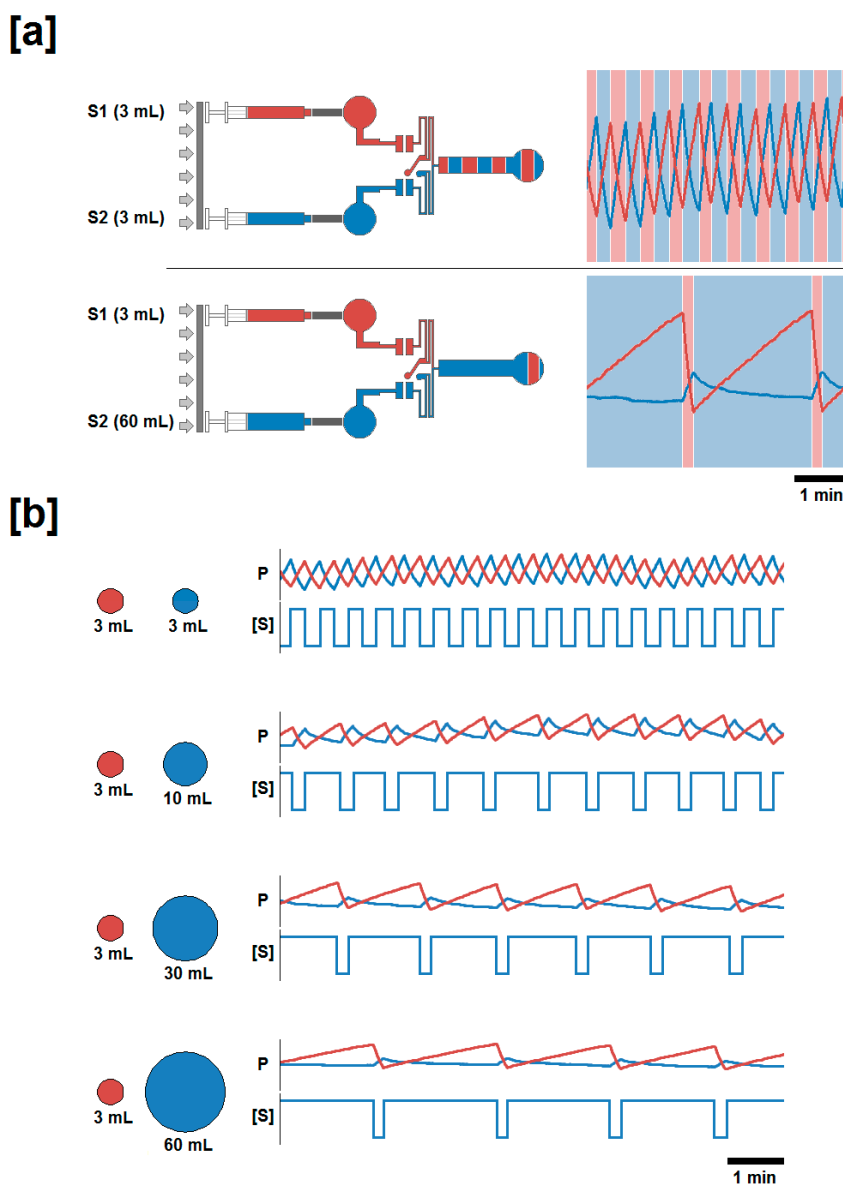 [a]
S1 (3 mL)
S2 (3 mL)
S1 (3 mL)
S2 (60 mL)
1 min
[b]
P
[S]
3 mL
3 mL
P
[S]
3 mL
10 mL
P
[S]
3 mL
30 mL
P
[S]
3 mL
60 mL
1 min